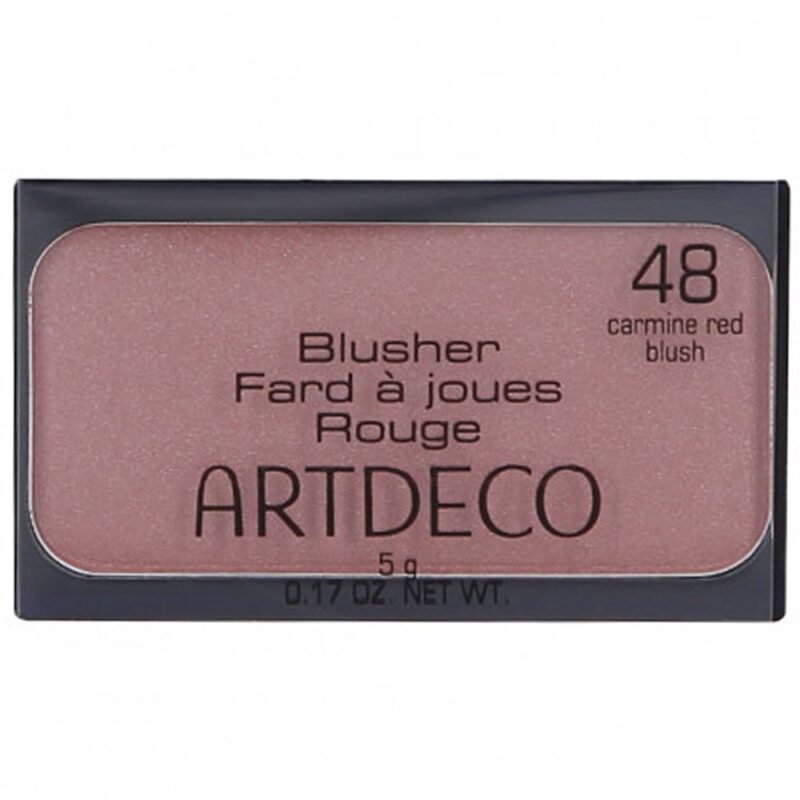 48
carmine red
blush
Blusher
Fard à joues
Rouge
ARTDECO
5 g
0.17 OZ. NET WT.